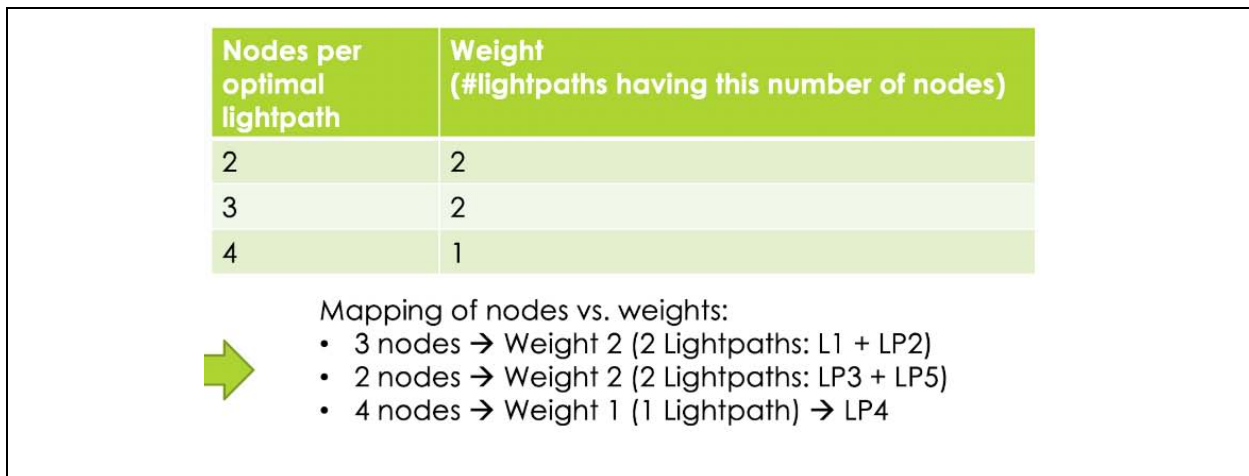 Nodes per
optimal
lightpath
Weight
(#lightpaths having this number of nodes)
2 2
3 2
4 1
Mapping of nodes vs. weights:
• 3 nodes → Weight 2 (2 Lightpaths: L1 + LP2)
• 2 nodes → Weight 2 (2 Lightpaths: LP3 + LP5)
• 4 nodes → Weight 1 (1 Lightpath) → LP4